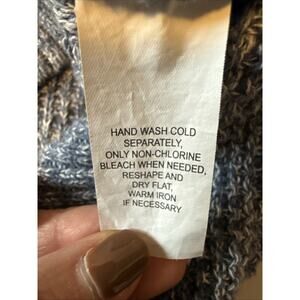 HAND WASH COLD
SEPARATELY,
ONLY NON-CHLORINE
BLEACH WHEN NEEDED,
RESHAPE AND
DRY FLAT,
WARM IRON
IF NECESSARY